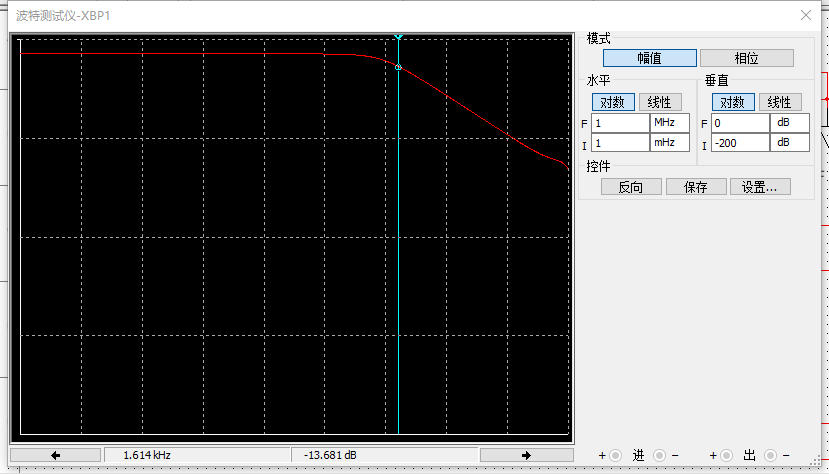 波特测试仪-XBP1
模式
幅值 相位
水平 垂直
对数 线性 对数 线性
F 1 MHz F 0 dB
I 1 mHz I -200 dB
控件
反向 保存 设置...
1.614 kHz -13.681 dB
+ 进 - + 出 -